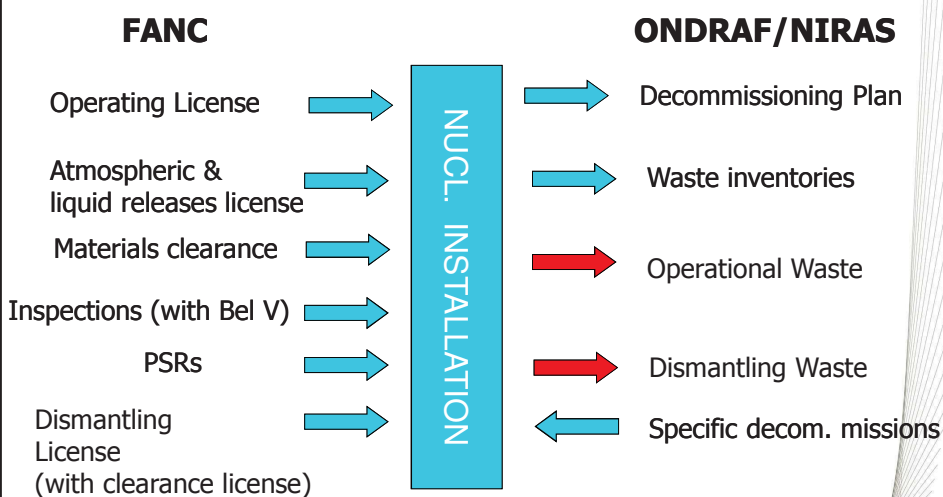 FANC
ONDRAF/NIRAS
Operating License
Atmospheric &
liquid releases license
Materials clearance
Inspections (with Bel V)
PSRs
Dismantling
License
(with clearance license)
NUCL. INSTALLATION
Decommissioning Plan
Waste inventories
Operational Waste
Dismantling Waste
Specific decom. missions